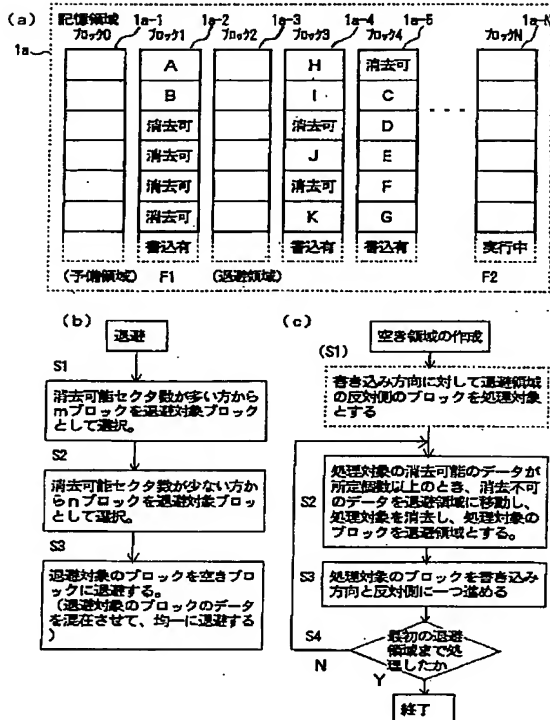 (a)
記憶領域
1a
1a-1 1a-2 1a-3 1a-4 1a-5 1a-N
ブロック0 ブロック1 ブロック2 ブロック3 ブロック4 ブロックN
A H 消去可
B I C
消去可 消去可 D
消去可 J E
消去可 消去可 F
消去可 K G
書込有 書込有 書込有 実行中
(予備領域) F1 (退避領域) F2
(b)
退避
S1
消去可能セクタ数が多い方から
mブロックを退避対象ブロック
として選択。
S2
消去可能セクタ数が少ない方か
らnブロックを退避対象ブロッ
として選択。
S3
退避対象のブロックを空きブロ
ックに退避する。
(退避対象のブロックのデータ
を混在させて、均一に退避する
)
(c)
空き領域の作成
(S1)
書き込み方向に対して退避領域
の反対側のブロックを処理対象
とする
S2
処理対象の消去可能のデータが
所定個数以上のとき、消去不可
のデータを退避領域に移動し、
処理対象を消去し、処理対象の
ブロックを退避領域とする。
S3
処理対象のブロックを書き込み
方向と反対側に一つ進める
S4
最初の退避
領域まで処
理したか
N
Y
終了